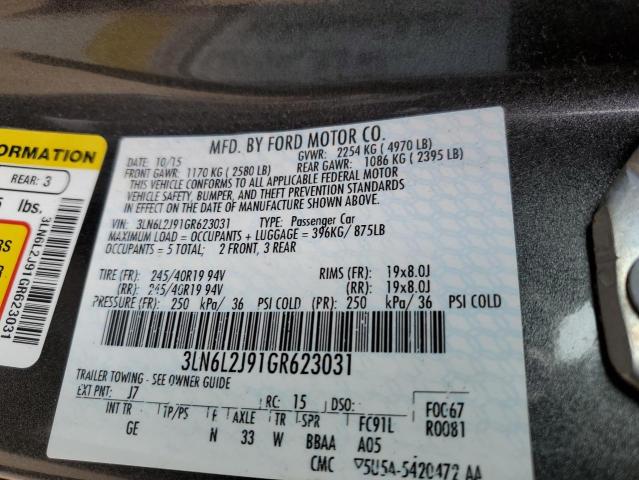 ORMATION
REAR: 3
lbs.
3LN6L2J91GR623031
MFD. BY FORD MOTOR CO.
DATE: 10/15 GVWR: 2254 KG ( 4970 LB)
FRONT GAWR: 1170 KG ( 2580 LB) REAR GAWR: 1086 KG ( 2395 LB)
THIS VEHICLE CONFORMS TO ALL APPLICABLE FEDERAL MOTOR
VEHICLE SAFETY, BUMPER, AND THEFT PREVENTION STANDARDS
IN EFFECT ON THE DATE OF MANUFACTURE SHOWN ABOVE.
VIN: 3LN6L2J91GR623031 TYPE: Passenger Car
MAXIMUM LOAD = OCCUPANTS + LUGGAGE = 396KG/ 875LB
OCCUPANTS = 5 TOTAL; 2 FRONT, 3 REAR
TIRE (FR): 245/40R19 94V RIMS (FR): 19x8.0J
(RR): 245/40R19 94V (RR): 19x8.0J
PRESSURE (FR): 250 kPa/ 36 PSI COLD (RR): 250 kPa/ 36 PSI COLD
3LN6L2J91GR623031
TRAILER TOWING - SEE OWNER GUIDE
EXT PNT: J7 RC: 15 DSO: FOC67
INT TR TP/PS F AXLE TR SPR FC91L R0081
GE N 33 W BBAA A05
CMC ▽5U5A-5420472 AA